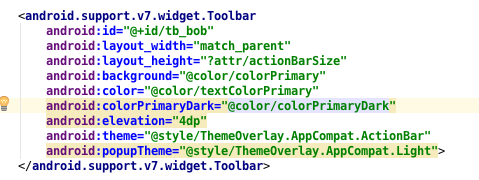 <android.support.v7.widget.Toolbar
android:id="@+id/tb_bob"
android:layout_width="match_parent"
android:layout_height="?attr/actionBarSize"
android:background="@color/colorPrimary"
android:color="@color/textColorPrimary"
android:colorPrimaryDark="@color/colorPrimaryDark"
android:elevation="4dp"
android:theme="@style/ThemeOverlay.AppCompat.ActionBar"
android:popupTheme="@style/ThemeOverlay.AppCompat.Light">
</android.support.v7.widget.Toolbar>